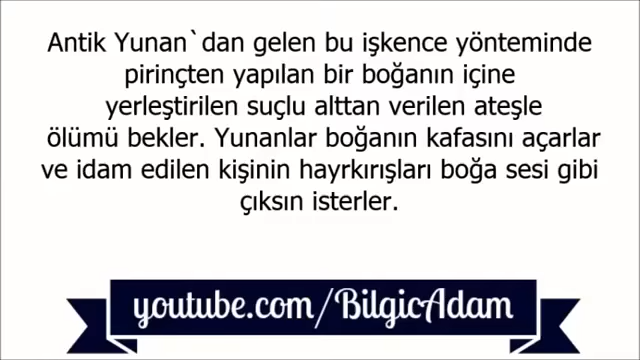 Antik Yunan`dan gelen bu işkence yönteminde
pirinçten yapılan bir boğanın içine
yerleştirilen suçlu alttan verilen ateşle
ölümü bekler. Yunanlar boğanın kafasını açarlar
ve idam edilen kişinin hayrkırışları boğa sesi gibi
çıksın isterler.
youtube.com/BilgicAdam